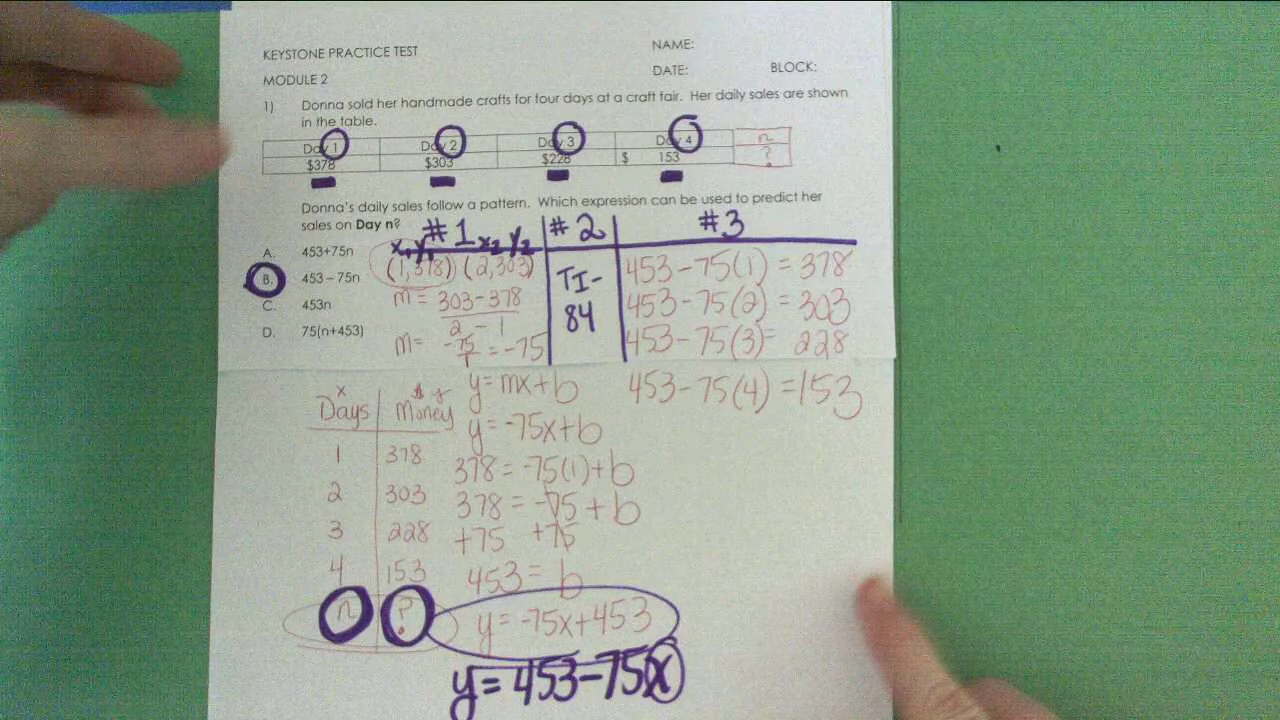 KEYSTONE PRACTICE TEST NAME:
MODULE 2 DATE: BLOCK:
1) Donna sold her handmade crafts for four days at a craft fair. Her daily sales are shown
in the table.
Day 1 Day 2 Day 3 Day 4 n
$378 $303 $228 $ 153 ?
Donna's daily sales follow a pattern. Which expression can be used to predict her
sales on Day n?
A. 453+75n
B. 453 – 75n
C. 453n
D. 75(n+453)
#1
x₁ y₁ x₂ y₂
(1,378) (2,303)
m = 303-378
2 - 1
m= -75
1 = -75
y=mx+b
y=-75x+b
378=-75(1)+b
378=-75+b
+75 +75
453=b
y=-75x+453
y=453-75(x)
#2
TI-
84
#3
453-75(1)=378
453-75(2)=303
453-75(3)=228
453-75(4)=153
x $ y
Days Money
1 378
2 303
3 228
4 153
n ?